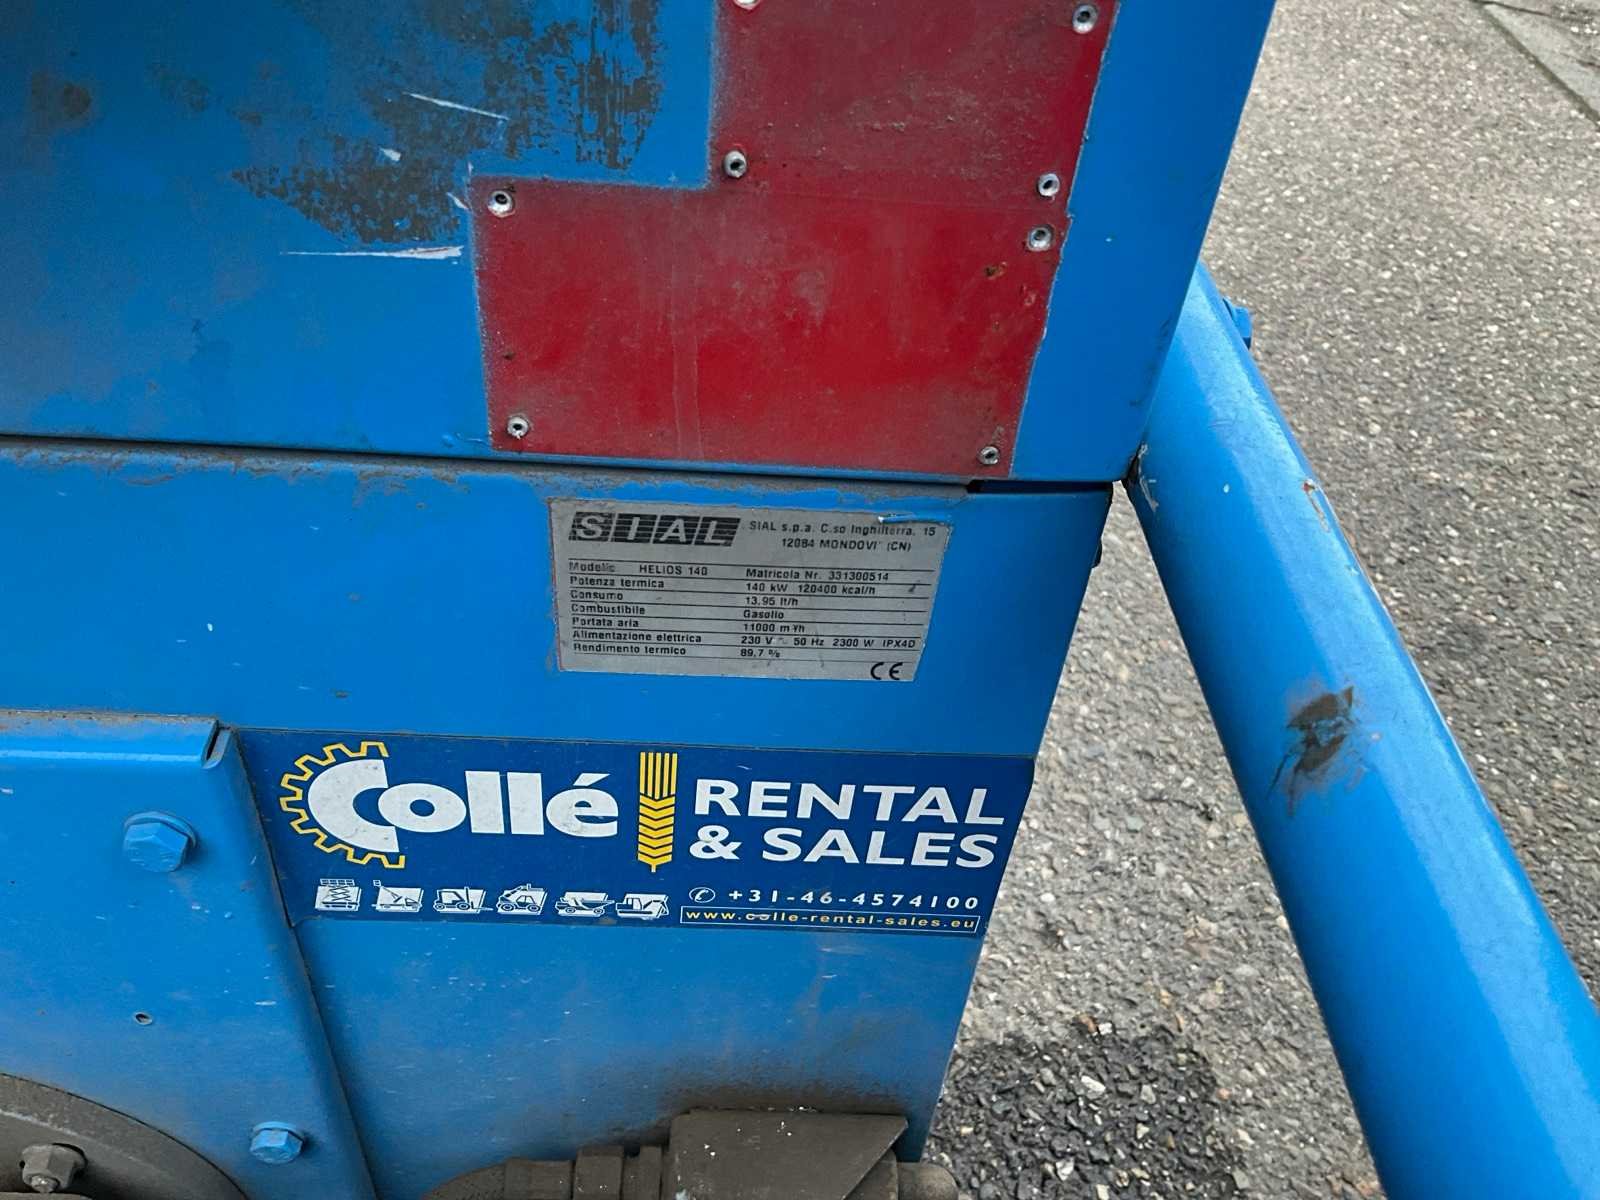 SIAL SIAL s.p.a. C.so Inghilterra, 15
12084 MONDOVI' (CN)
Modello HELIOS 140 Matricola Nr. 331300514
Potenza termica 140 kW 120400 kcal/h
Consumo 13,95 lt/h
Combustibile Gasolio
Portata aria 11000 m³/h
Alimentazione elettrica 230 V ~ 50 Hz 2300 W IPX4D
Rendimento termico 89,7 %
CE
Collé RENTAL
& SALES
✆ +31-46-4574100
www.colle-rental-sales.eu